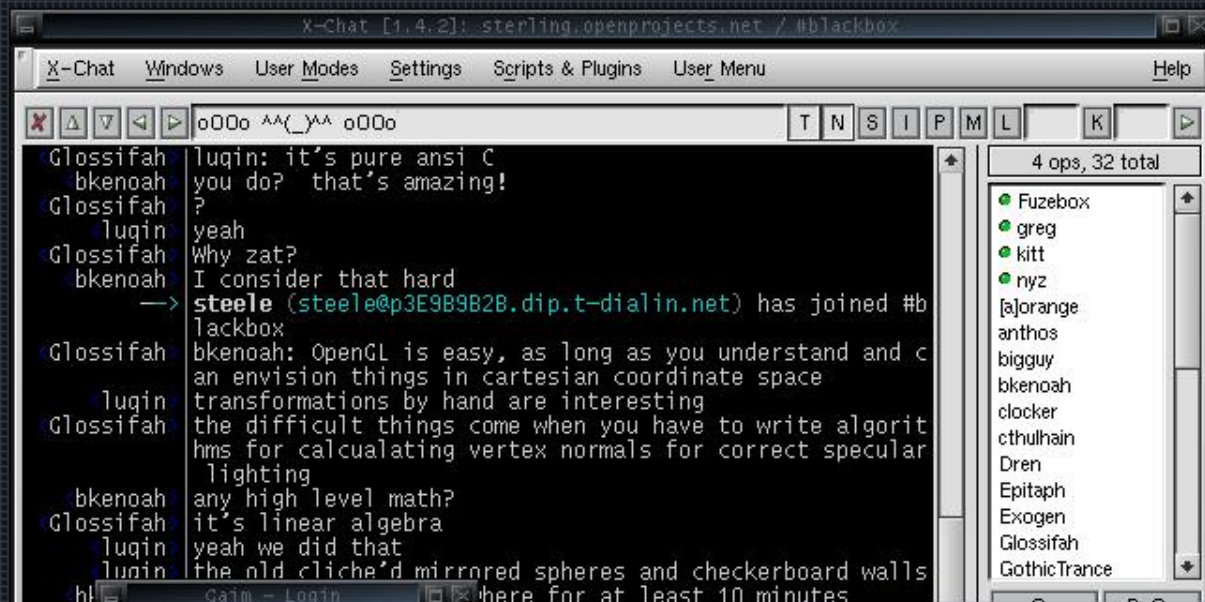 X-Chat [1.4.2]: sterling.openprojects.net / #blackbox
X-Chat Windows User Modes Settings Scripts & Plugins User Menu Help
oOOo ^^(_)^^ oOOo T N S I P M L K
4 ops, 32 total
<Glossifah> luqin: it's pure ansi C
<bkenoah> you do?  that's amazing!
<Glossifah> ?
<luqin> yeah
<Glossifah> Why zat?
<bkenoah> I consider that hard
--> steele (steele@p3E9B9B2B.dip.t-dialin.net) has joined #b
lackbox
<Glossifah> bkenoah: OpenGL is easy, as long as you understand and c
an envision things in cartesian coordinate space
<luqin> transformations by hand are interesting
<Glossifah> the difficult things come when you have to write algorit
hms for calcualating vertex normals for correct specular
lighting
<bkenoah> any high level math?
<Glossifah> it's linear algebra
<luqin> yeah we did that
<luqin> the old cliche'd mirrored spheres and checkerboard walls
here for at least 10 minutes
Gaim - Login
Fuzebox
greg
kitt
nyz
[a]orange
anthos
bigguy
bkenoah
clocker
cthulhain
Dren
Epitaph
Exogen
Glossifah
GothicTrance